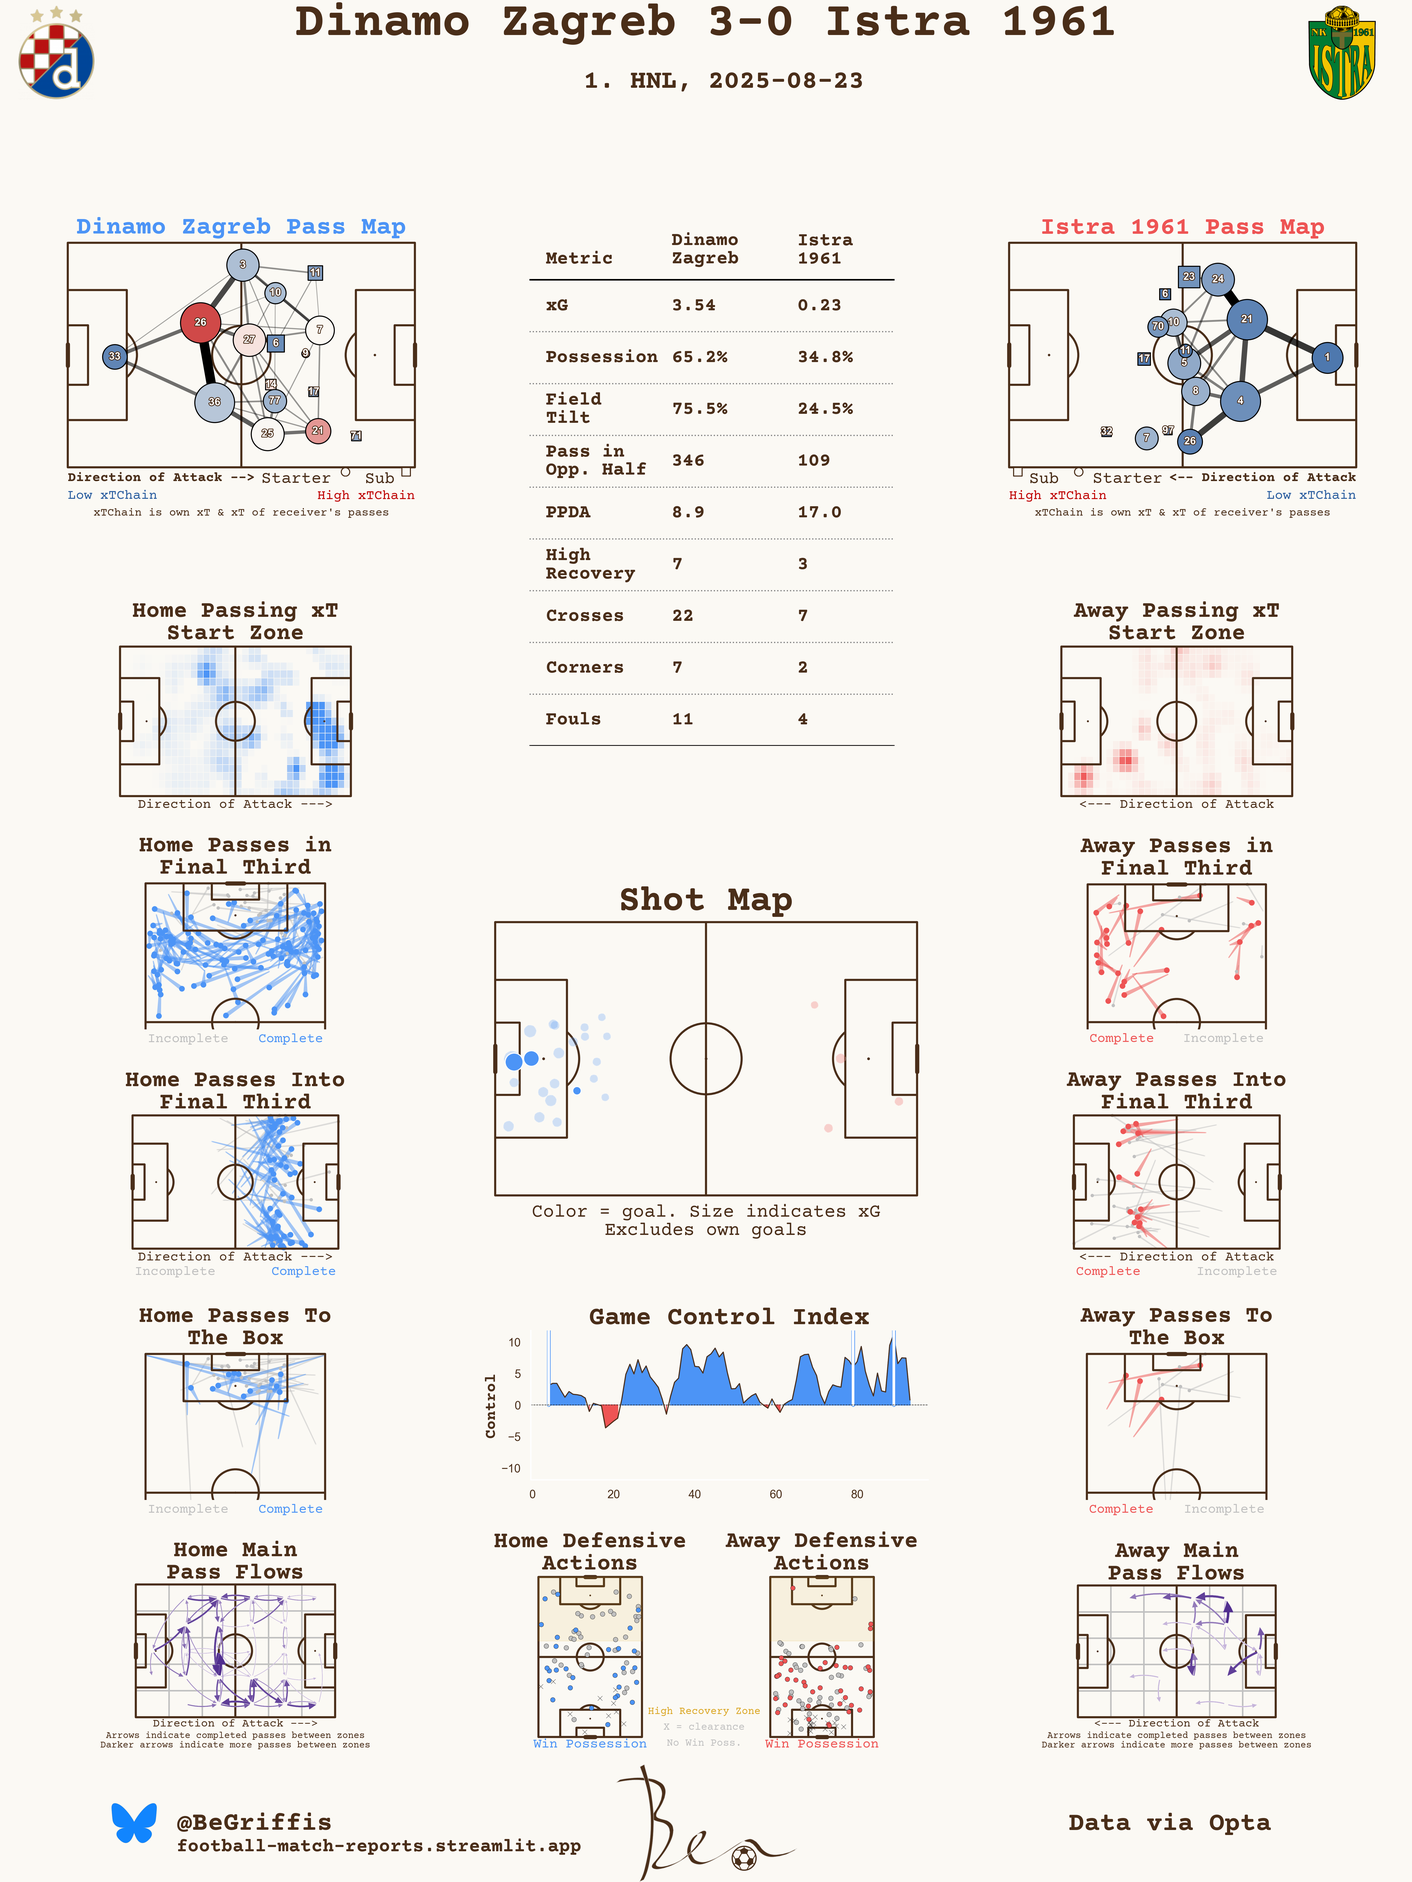 Dinamo Zagreb 3-0 Istra 1961
1. HNL, 2025-08-23
NK 1961
ISTRA
Dinamo Zagreb Pass Map
3
11
10
26
7
27
6
9
33
14
17
36
77
25
21
71
Direction of Attack --> Starter Sub
Low xTChain High xTChain
xTChain is own xT & xT of receiver's passes
Metric Dinamo Zagreb Istra 1961
xG 3.54 0.23
Possession 65.2% 34.8%
Field Tilt 75.5% 24.5%
Pass in Opp. Half 346 109
PPDA 8.9 17.0
High Recovery 7 3
Crosses 22 7
Corners 7 2
Fouls 11 4
Istra 1961 Pass Map
23
24
6
70
10
21
11
17
5
1
8
4
32
7
97
26
Sub Starter <-- Direction of Attack
High xTChain Low xTChain
xTChain is own xT & xT of receiver's passes
Home Passing xT
Start Zone
Direction of Attack --->
Away Passing xT
Start Zone
<--- Direction of Attack
Home Passes in
Final Third
Incomplete Complete
Away Passes in
Final Third
Complete Incomplete
Shot Map
Color = goal. Size indicates xG
Excludes own goals
Home Passes Into
Final Third
Direction of Attack --->
Incomplete Complete
Away Passes Into
Final Third
<--- Direction of Attack
Complete Incomplete
Home Passes To
The Box
Incomplete Complete
Game Control Index
Control
10
5
0
−5
−10
0 20 40 60 80
Away Passes To
The Box
Complete Incomplete
Home Main
Pass Flows
Direction of Attack --->
Arrows indicate completed passes between zones
Darker arrows indicate more passes between zones
Home Defensive
Actions
Win Possession
High Recovery Zone
X = clearance
No Win Poss.
Away Defensive
Actions
Win Possession
Away Main
Pass Flows
<--- Direction of Attack
Arrows indicate completed passes between zones
Darker arrows indicate more passes between zones
@BeGriffis
football-match-reports.streamlit.app
Ben
Data via Opta